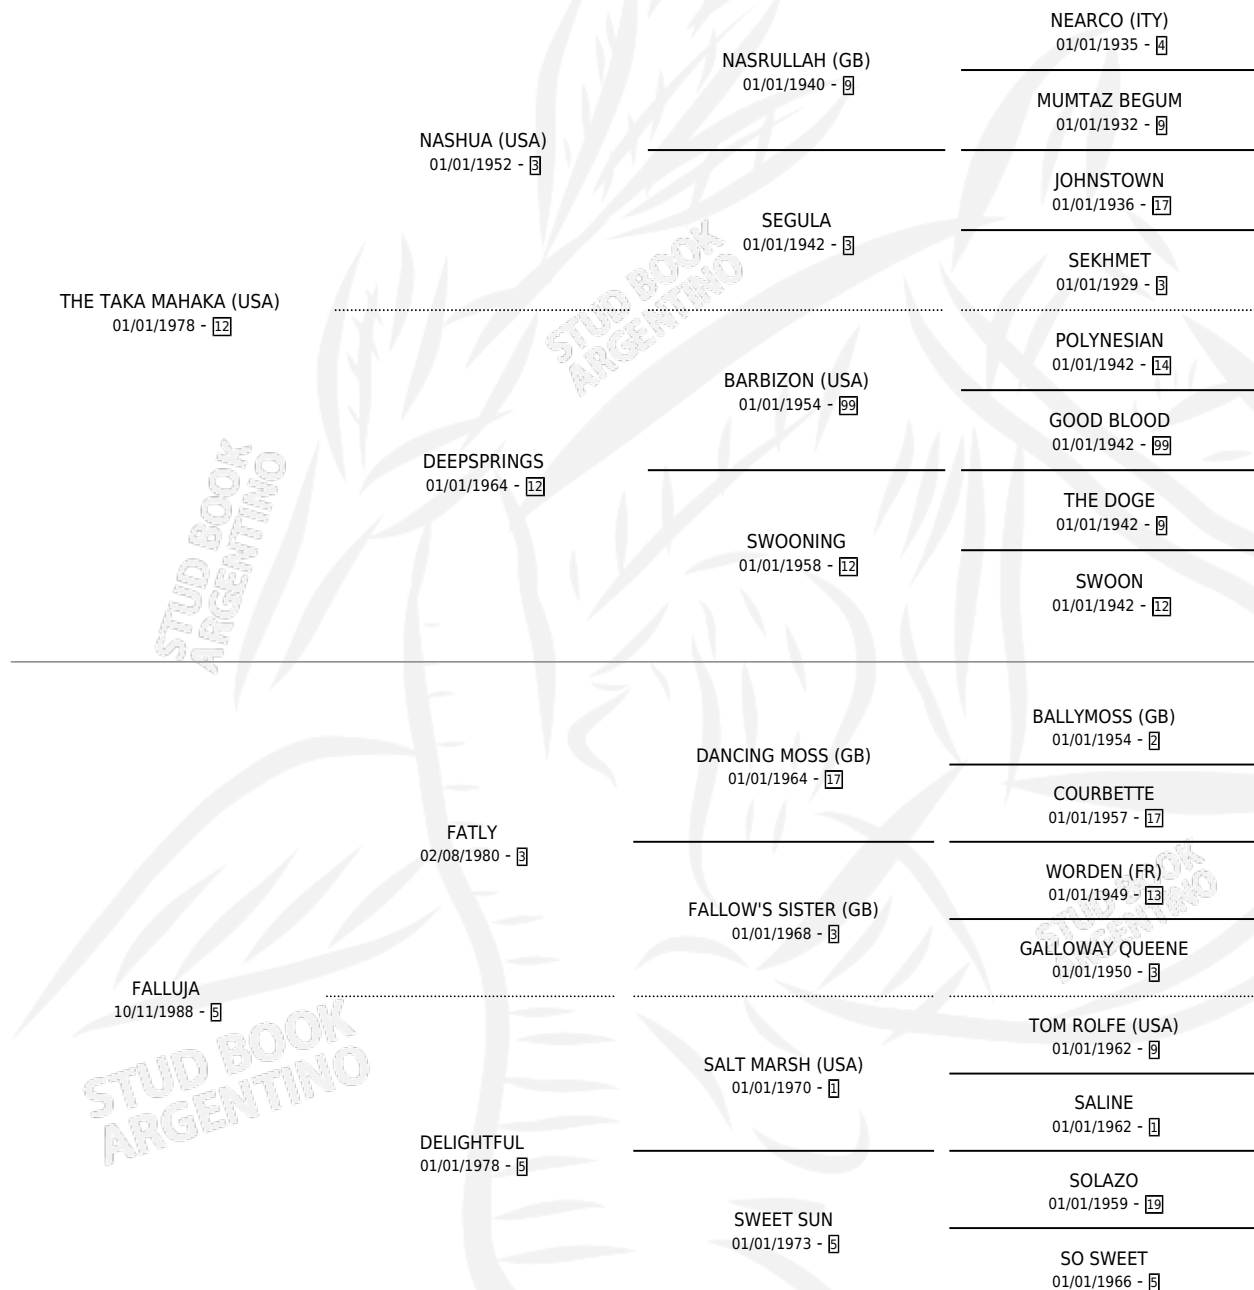 NEARCO (ITY)
01/01/1935 - 4
NASRULLAH (GB)
01/01/1940 - 9
MUMTAZ BEGUM
01/01/1932 - 9
NASHUA (USA)
01/01/1952 - 3
JOHNSTOWN
01/01/1936 - 17
SEGULA
01/01/1942 - 3
SEKHMET
01/01/1929 - 3
THE TAKA MAHAKA (USA)
01/01/1978 - 12
POLYNESIAN
01/01/1942 - 14
BARBIZON (USA)
01/01/1954 - 99
GOOD BLOOD
01/01/1942 - 99
DEEPSPRINGS
01/01/1964 - 12
THE DOGE
01/01/1942 - 9
SWOONING
01/01/1958 - 12
SWOON
01/01/1942 - 12
STUD BOOK
ARGENTINO
STUD BOOK
ARGENTINO
BALLYMOSS (GB)
01/01/1954 - 2
DANCING MOSS (GB)
01/01/1964 - 17
COURBETTE
01/01/1957 - 17
FATLY
02/08/1980 - 3
WORDEN (FR)
01/01/1949 - 13
FALLOW'S SISTER (GB)
01/01/1968 - 3
GALLOWAY QUEENE
01/01/1950 - 3
FALLUJA
10/11/1988 - 5
TOM ROLFE (USA)
01/01/1962 - 9
SALT MARSH (USA)
01/01/1970 - 1
SALINE
01/01/1962 - 1
DELIGHTFUL
01/01/1978 - 5
SOLAZO
01/01/1959 - 19
SWEET SUN
01/01/1973 - 5
SO SWEET
01/01/1966 - 5
STUD BOOK
ARGENTINO
STUD BOOK
ARGENTINO